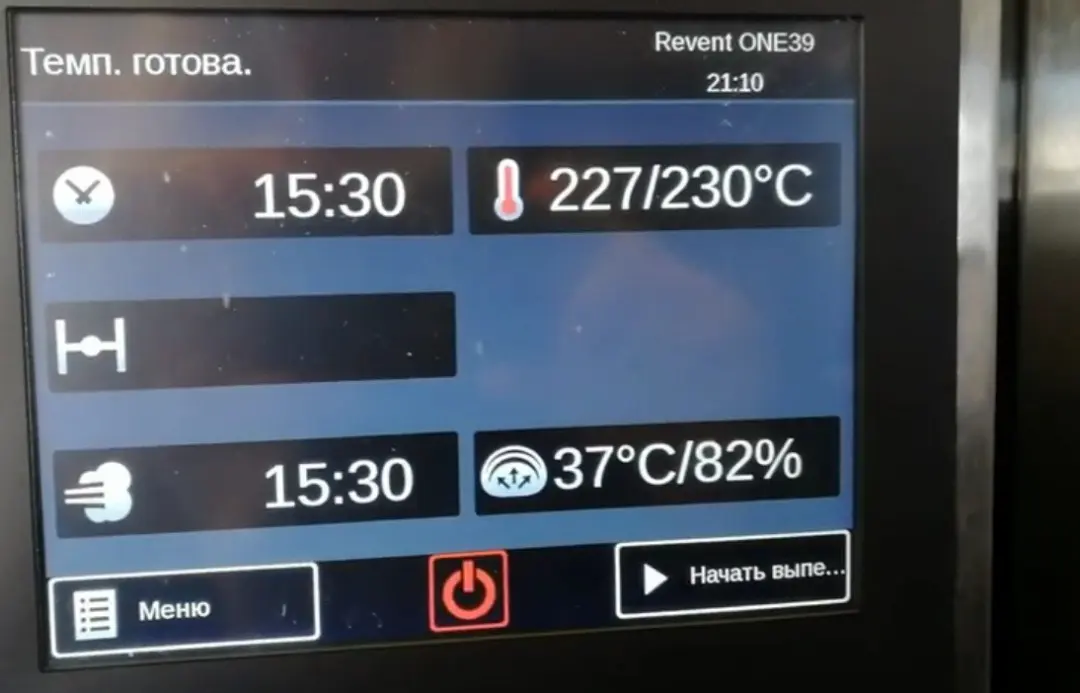 Темп. готова.
Revent ONE39
21:10
15:30
227/230°C
15:30
37°C/82%
Меню
Начать выпе...